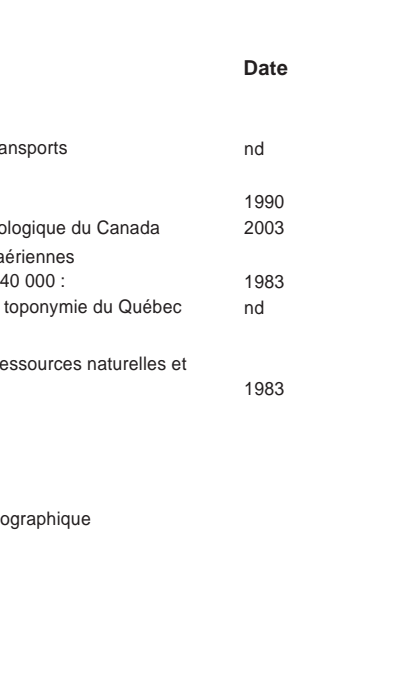 Date
ansports nd
1990
ologique du Canada 2003
aériennes
40 000 : 1983
toponymie du Québec nd
essources naturelles et
1983
ographique